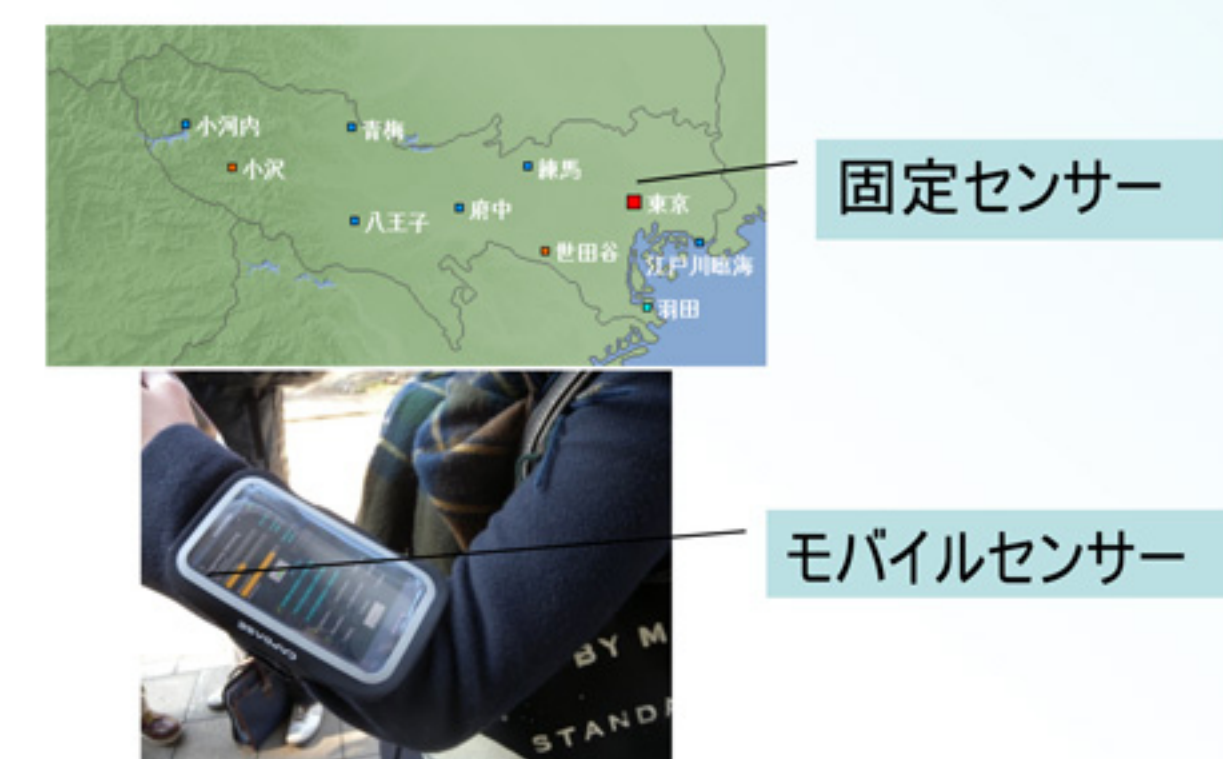 小河内
青梅
小沢
練馬
八王子
府中
東京
世田谷
江戸川臨海
羽田
固定センサー
モバイルセンサー
CAPDASE
BY M
STANDA